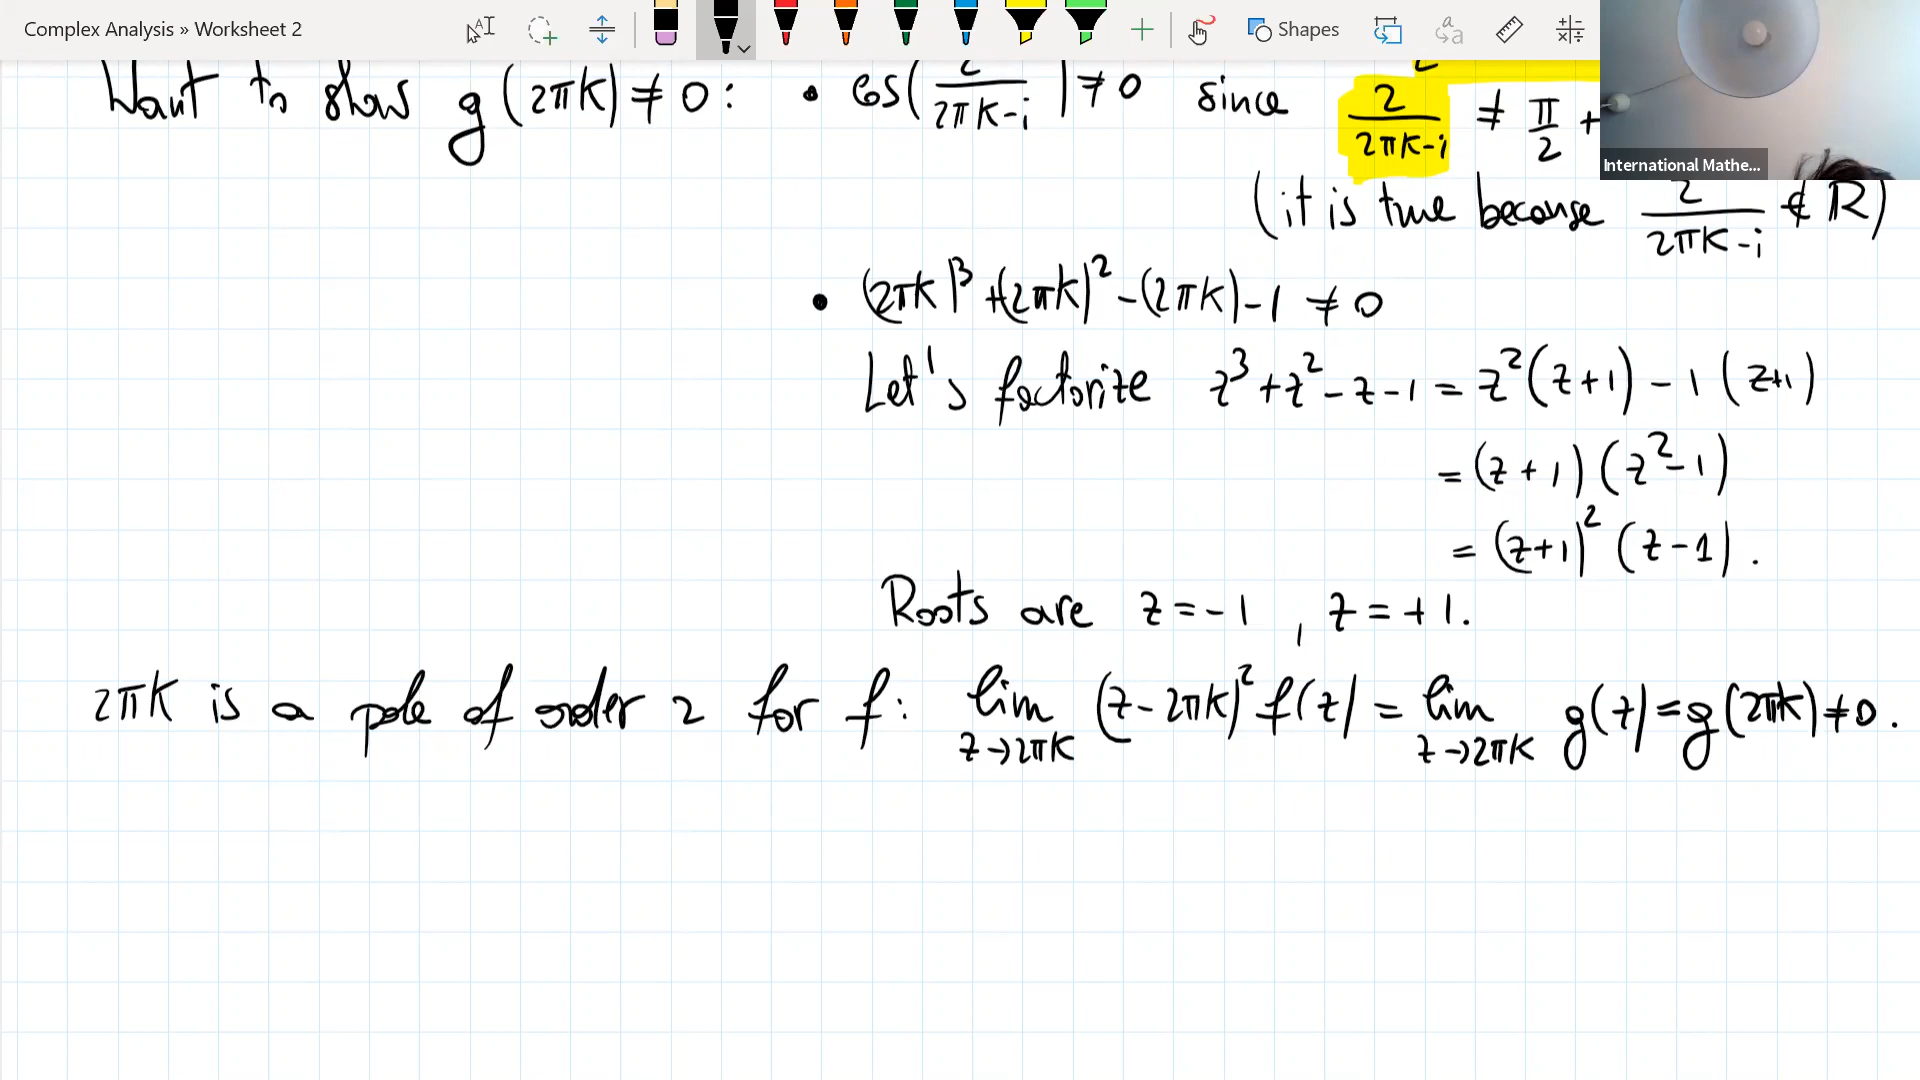 Complex Analysis » Worksheet 2
Shapes
International Mathe...
Want to show g(2πk) ≠ 0: • cos(2/(2πk-i)) ≠ 0 since 2/(2πk-i) ≠ π/2 +
(it is true because 2/(2πk-i) ∉ ℝ)
• (2πk)³ + (2πk)² - (2πk) - 1 ≠ 0
Let's factorize z³ + z² - z - 1 = z²(z+1) - 1(z+1)
= (z+1)(z²-1)
= (z+1)²(z-1).
Roots are z = -1, z = +1.
2πk is a pole of order 2 for f: lim z→2πk (z-2πk)² f(z) = lim z→2πk g(z) = g(2πk) ≠ 0.